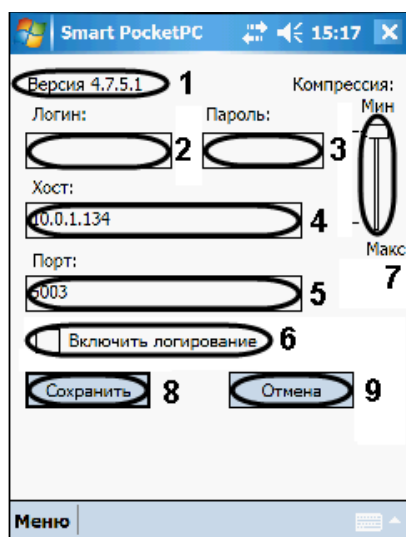 Smart PocketPC 15:17
Версия 4.7.5.1 1
Компрессия:
Логин: Пароль: Мин
2 3
Хост:
10.0.1.134 4
Макс
Порт: 7
5003 5
Включить логирование 6
Сохранить 8 Отмена 9
Меню